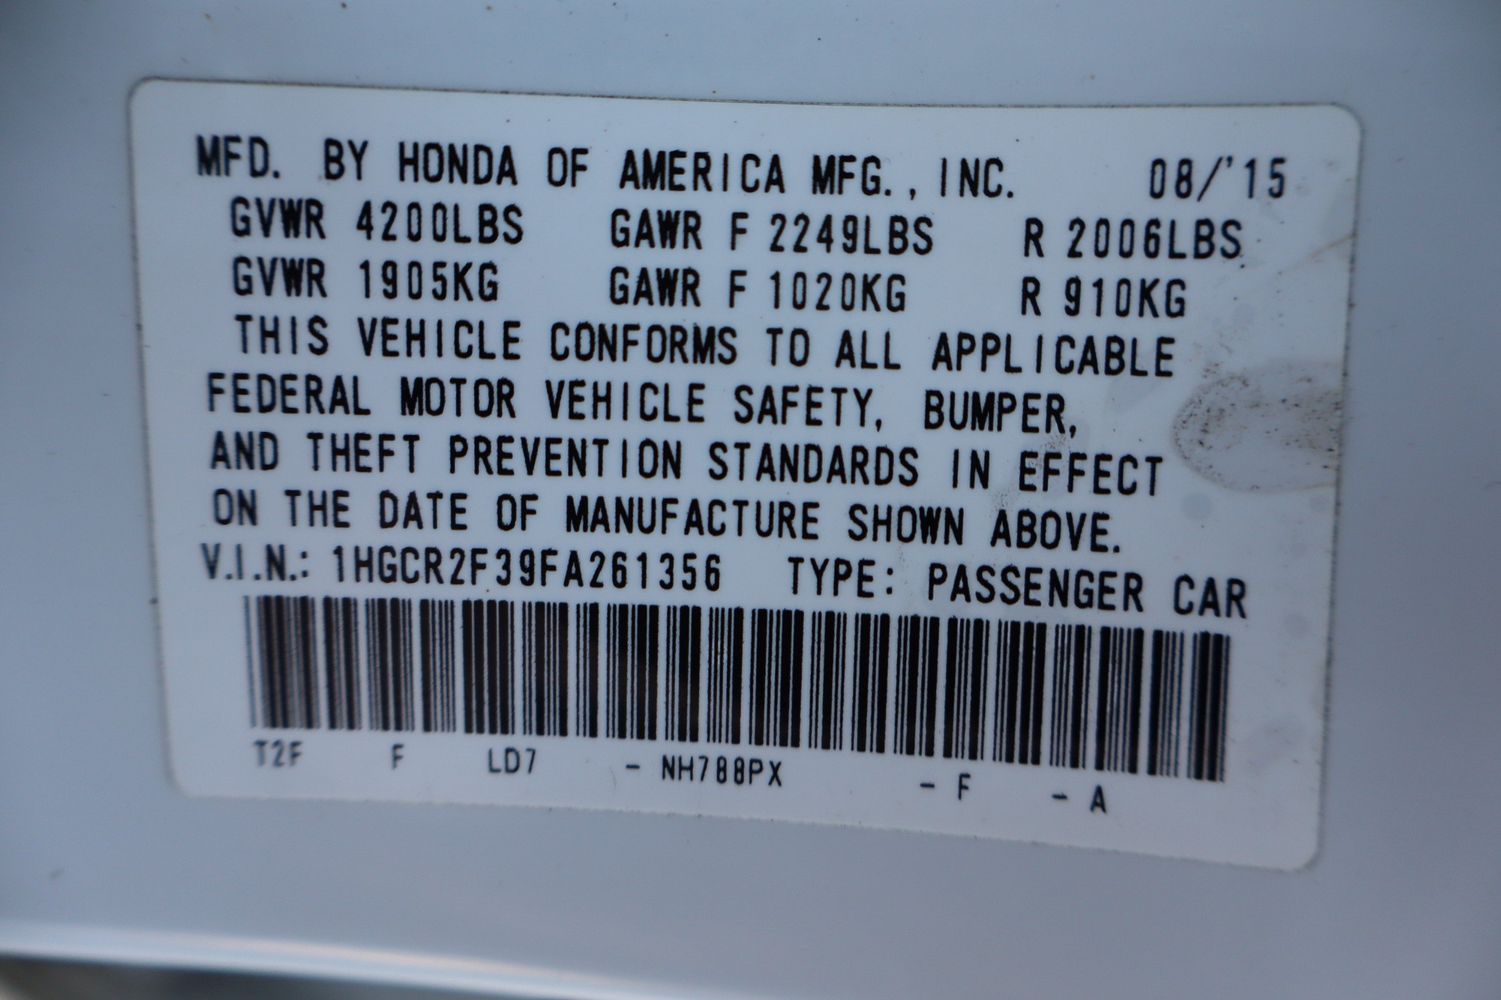 MFD. BY HONDA OF AMERICA MFG., INC. 08/'15
GVWR 4200LBS GAWR F 2249LBS R 2006LBS
GVWR 1905KG GAWR F 1020KG R 910KG
THIS VEHICLE CONFORMS TO ALL APPLICABLE
FEDERAL MOTOR VEHICLE SAFETY, BUMPER,
AND THEFT PREVENTION STANDARDS IN EFFECT
ON THE DATE OF MANUFACTURE SHOWN ABOVE.
V.I.N.: 1HGCR2F39FA261356 TYPE: PASSENGER CAR
T2F F LD7 - NH788PX - F - A